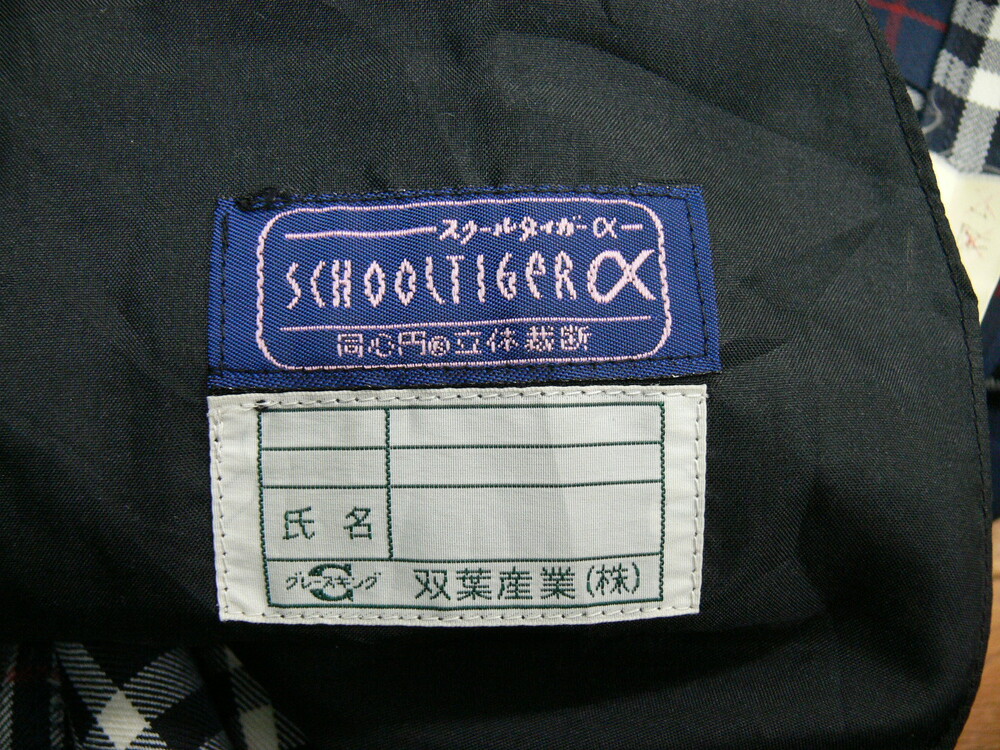 スクールタイガーα
SCHOOLTIGERα
同心円の立体裁断
氏名
グレースキング 双葉産業(株)